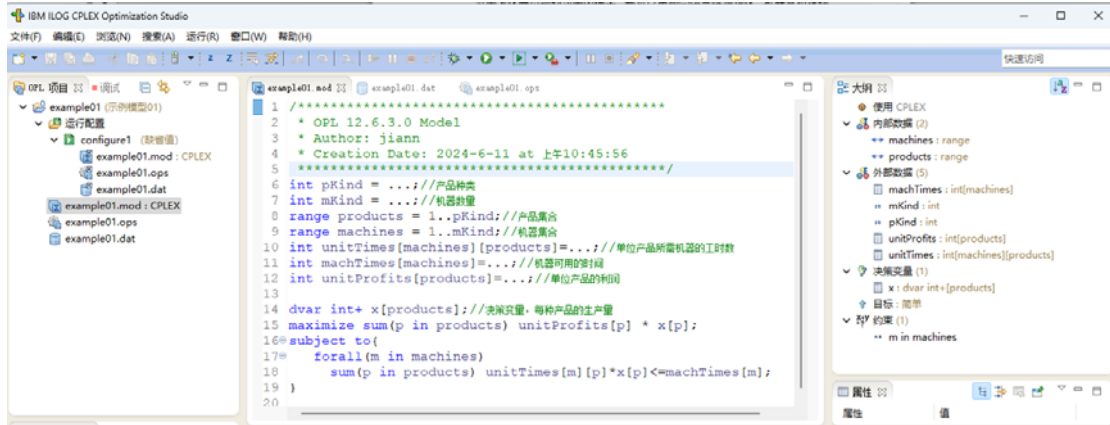 IBM ILOG CPLEX Optimization Studio
文件(F) 编辑(E) 浏览(N) 搜索(A) 运行(R) 窗口(W) 帮助(H)
快速访问
OPL 项目 调试
example01 (示例模型01)
运行配置
configure1 (缺省值)
example01.mod : CPLEX
example01.ops
example01.dat
example01.mod : CPLEX
example01.ops
example01.dat
example01.mod example01.dat example01.ops
1 /*********************************************
2 * OPL 12.6.3.0 Model
3 * Author: jiann
4 * Creation Date: 2024-6-11 at 上午10:45:56
5 *********************************************/
6 int pKind = ...;//产品种类
7 int mKind = ...;//机器数量
8 range products = 1..pKind;//产品集合
9 range machines = 1..mKind;//机器集合
10 int unitTimes[machines][products]=...;//单位产品所需机器的工时数
11 int machTimes[machines]=...;//机器可用的时间
12 int unitProfits[products]=...;//单位产品的利润
13
14 dvar int+ x[products];//决策变量，每种产品的生产量
15 maximize sum(p in products) unitProfits[p] * x[p];
16 subject to{
17 forall(m in machines)
18 sum(p in products) unitTimes[m][p]*x[p]<=machTimes[m];
19 }
20
大纲
使用 CPLEX
内部数据 (2)
machines : range
products : range
外部数据 (5)
machTimes : int[machines]
mKind : int
pKind : int
unitProfits : int[products]
unitTimes : int[machines][products]
决策变量 (1)
x : dvar int+[products]
目标 : 简单
约束 (1)
m in machines
属性
属性 值